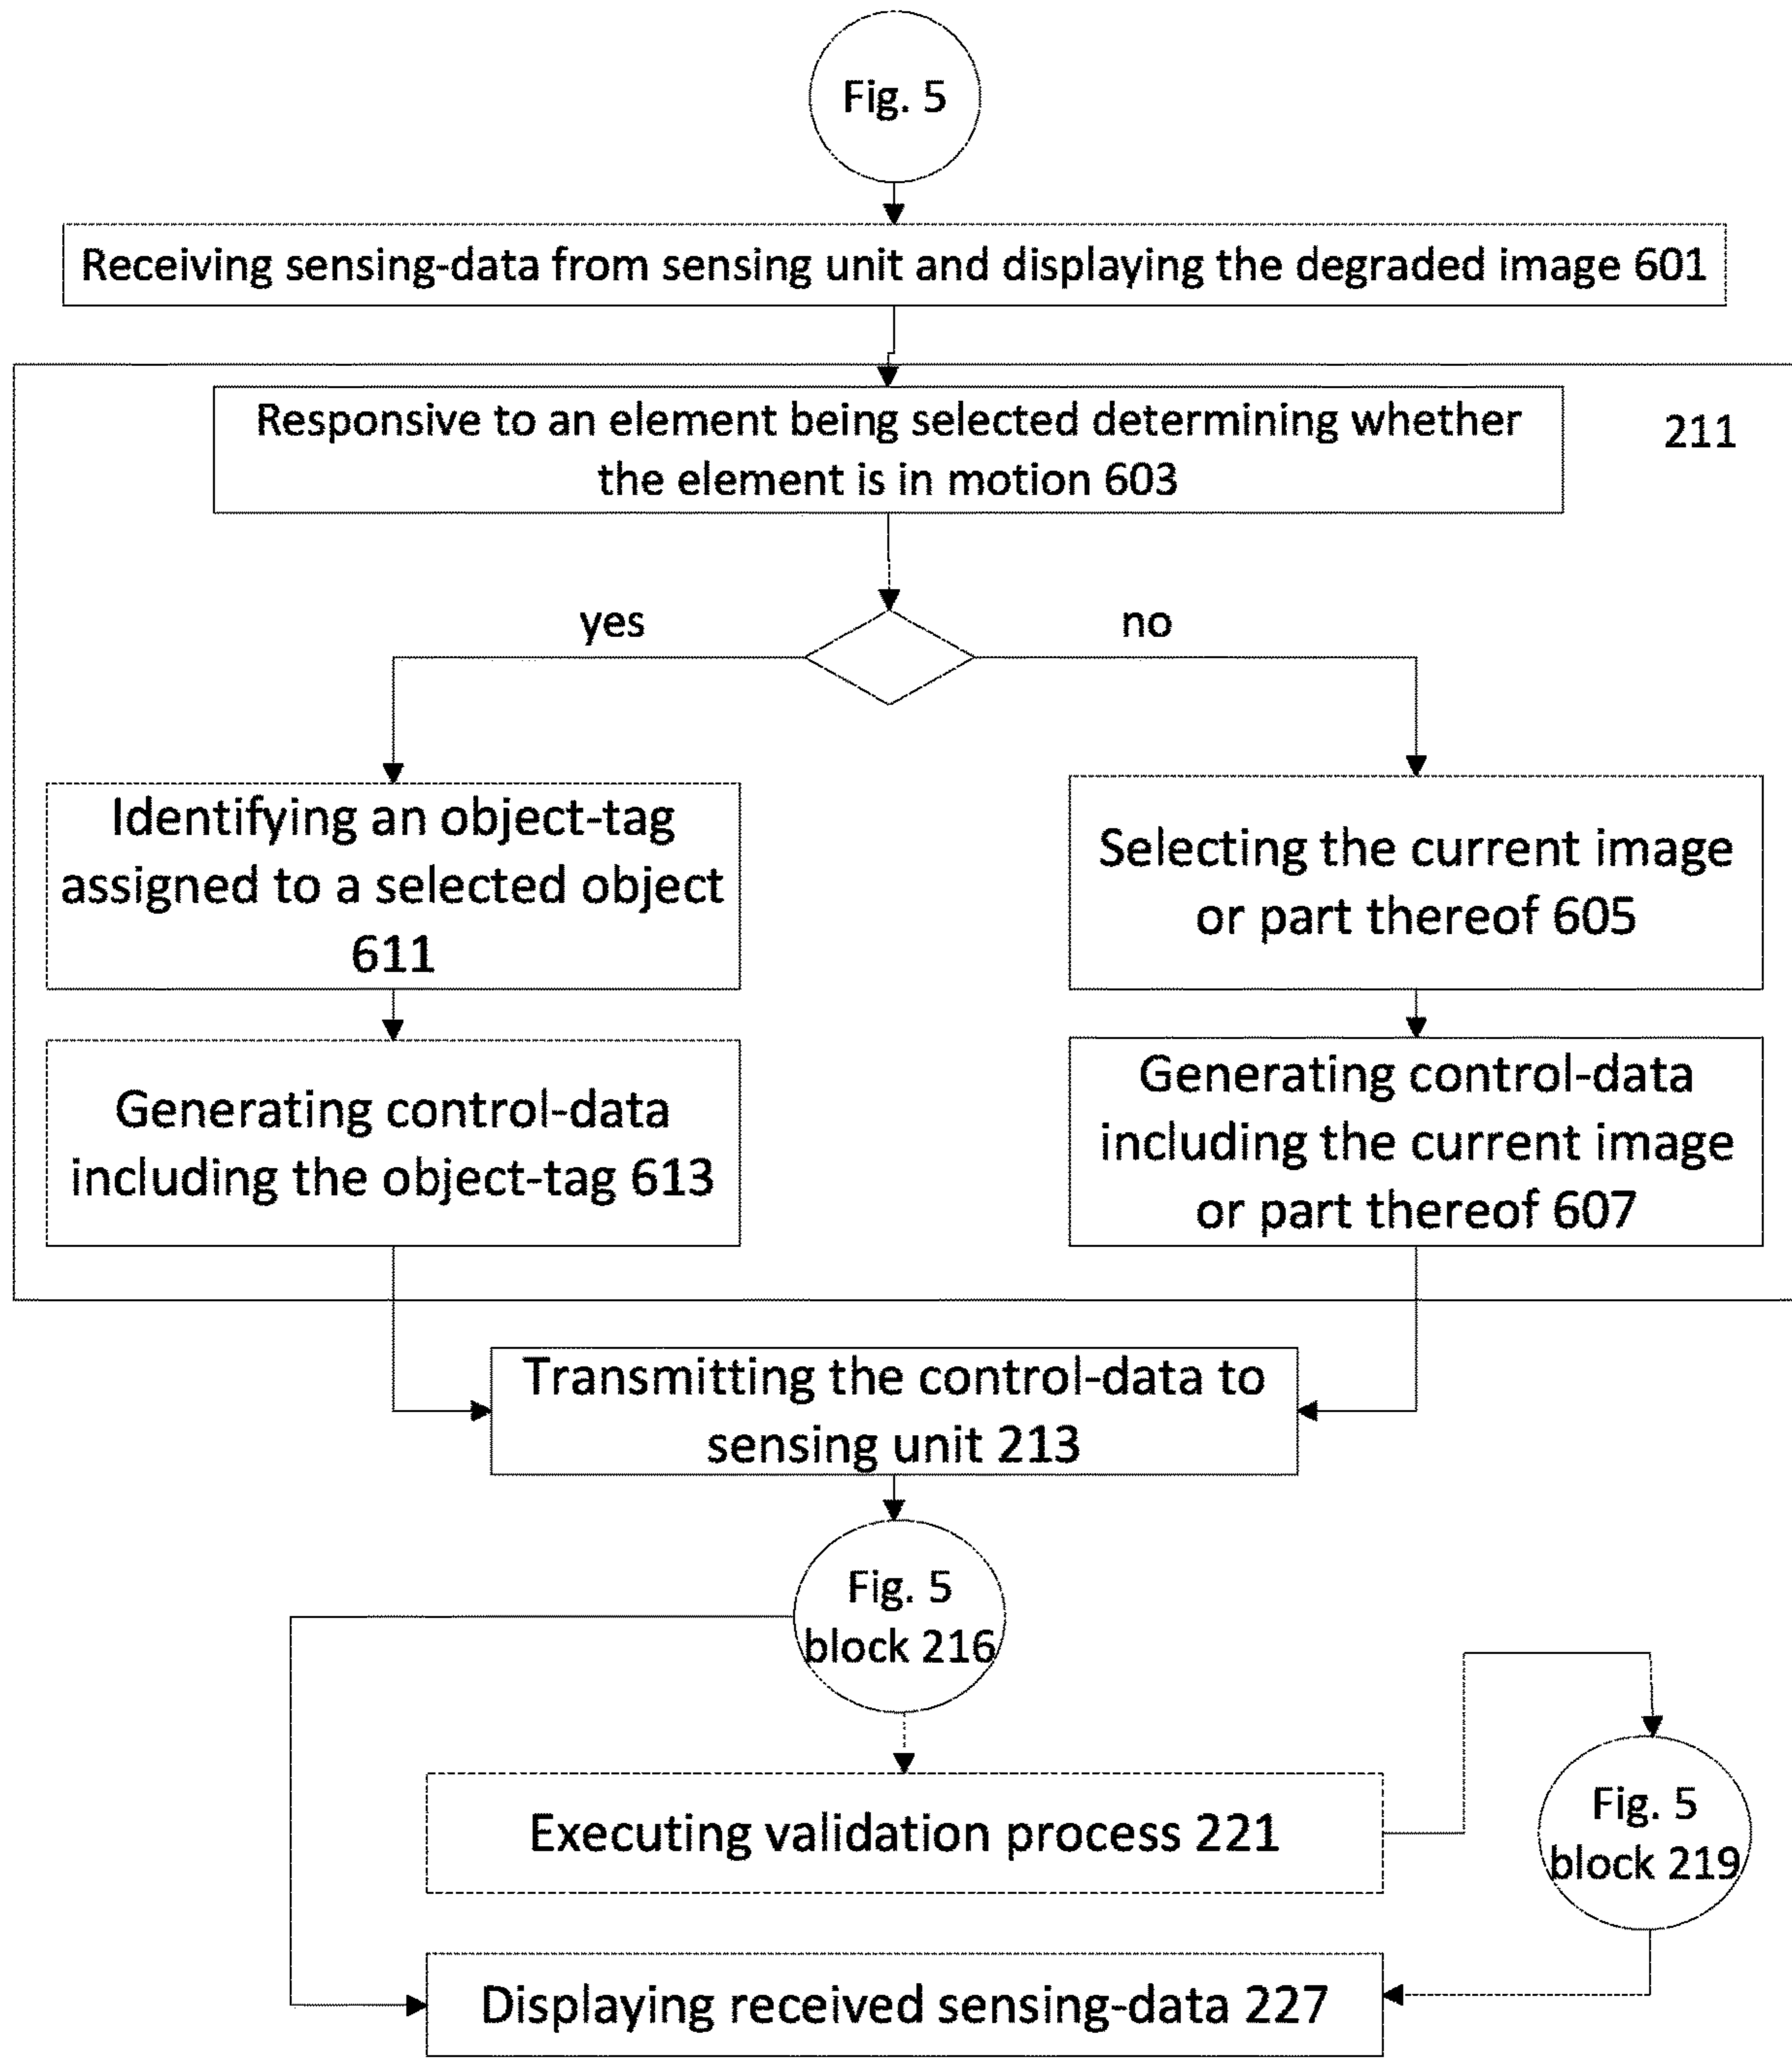 Fig. 5
Receiving sensing-data from sensing unit and displaying the degraded image 601
Responsive to an element being selected determining whether
the element is in motion 603
211
yes
no
Identifying an object-tag
assigned to a selected object
611
Selecting the current image
or part thereof 605
Generating control-data
including the object-tag 613
Generating control-data
including the current image
or part thereof 607
Transmitting the control-data to
sensing unit 213
Fig. 5
block 216
Executing validation process 221
Fig. 5
block 219
Displaying received sensing-data 227